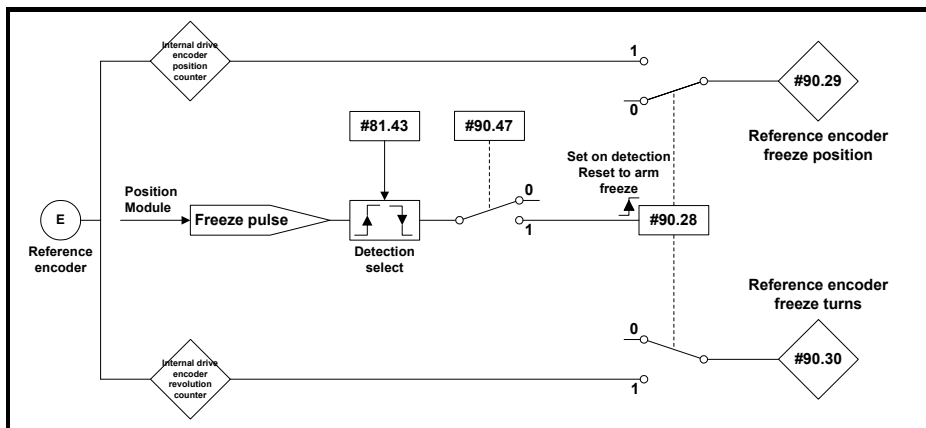 Internal drive
encoder
position
counter
1
0
#90.29
Reference encoder
freeze position
#81.43
#90.47
Set on detection
Reset to arm
freeze
Position
Module
E
Freeze pulse
0
1
#90.28
Reference
encoder
Detection
select
Reference encoder
freeze turns
0
1
#90.30
Internal drive
encoder
revolution
counter